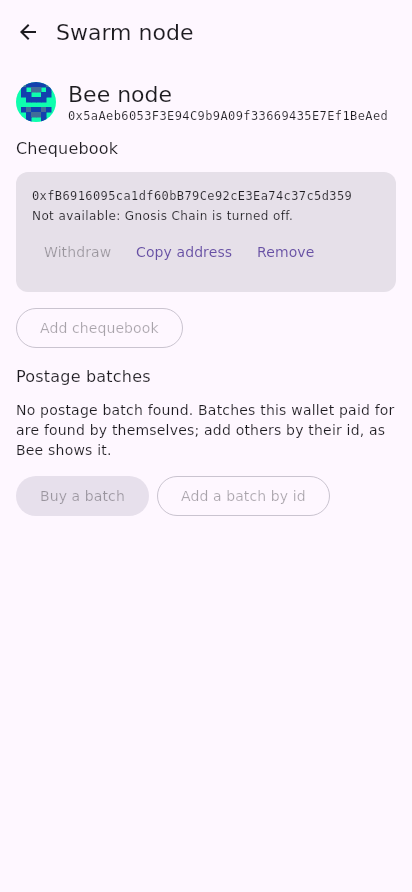 Swarm node
Bee node
0x5aAeb6053F3E94C9b9A09f33669435E7Ef1BeAed
Chequebook
0xfB6916095ca1df60bB79Ce92cE3Ea74c37c5d359
Not available: Gnosis Chain is turned off.
Withdraw Copy address Remove
Add chequebook
Postage batches
No postage batch found. Batches this wallet paid for
are found by themselves; add others by their id, as
Bee shows it.
Buy a batch Add a batch by id